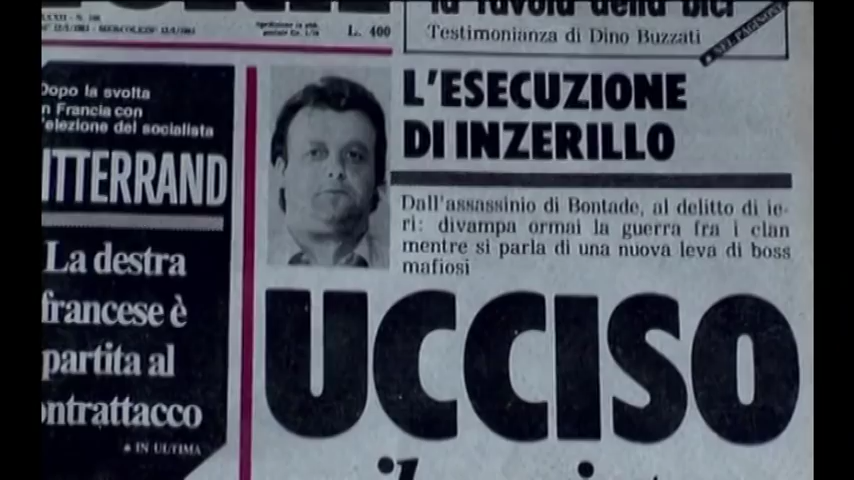 L. 400
la favola della bici
Testimonianza di Dino Buzzati
NEL PAGINONE
Dopo la svolta
n Francia con
'elezione del socialista
ITTERRAND
La destra
francese è
partita al
ontrattacco
IN ULTIMA
L'ESECUZIONE
DI INZERILLO
Dall'assassinio di Bontade, al delitto di ie-
ri: divampa ormai la guerra fra i clan
mentre si parla di una nuova leva di boss
mafiosi
UCCISO